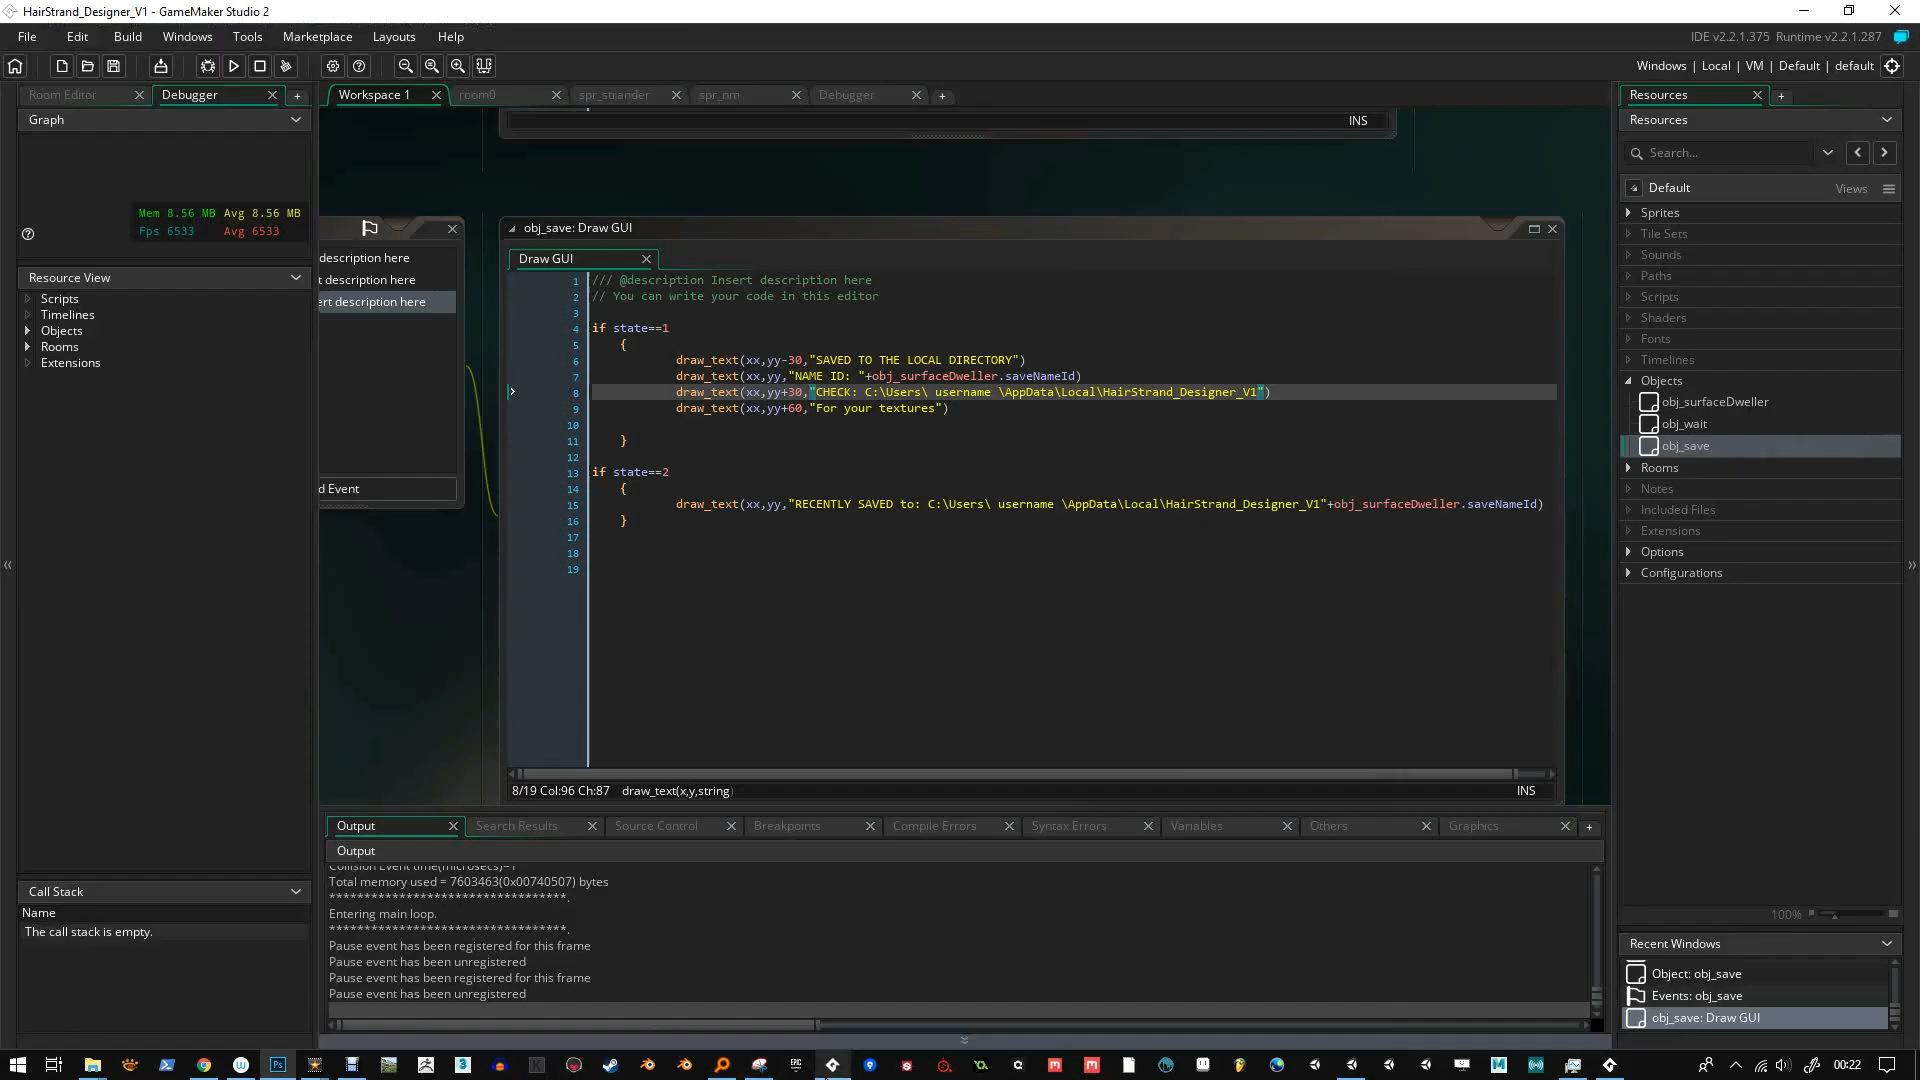 HairStrand_Designer_V1 - GameMaker Studio 2
File Edit Build Windows Tools Marketplace Layouts Help
IDE v2.2.1.375 Runtime v2.2.1.287
Windows | Local | VM | Default | default
Room Editor Debugger
Graph
Mem 8.56 MB Avg 8.56 MB
Fps 6533 Avg 6533
Resource View
Scripts
Timelines
Objects
Rooms
Extensions
Call Stack
Name
The call stack is empty.
Workspace 1 room0 spr_strander spr_nm Debugger
INS
description here
t description here
ert description here
d Event
obj_save: Draw GUI
Draw GUI
1 /// @description Insert description here
2 // You can write your code in this editor
3
4 if state==1
5 {
6 draw_text(xx,yy-30,"SAVED TO THE LOCAL DIRECTORY")
7 draw_text(xx,yy,"NAME ID: "+obj_surfaceDweller.saveNameId)
8 draw_text(xx,yy+30,"CHECK: C:\Users\ username \AppData\Local\HairStrand_Designer_V1")
9 draw_text(xx,yy+60,"For your textures")
10
11 }
12
13 if state==2
14 {
15 draw_text(xx,yy,"RECENTLY SAVED to: C:\Users\ username \AppData\Local\HairStrand_Designer_V1"+obj_surfaceDweller.saveNameId)
16 }
17
18
19
8/19 Col:96 Ch:87 draw_text(x,y,string) INS
Output Search Results Source Control Breakpoints Compile Errors Syntax Errors Variables Others Graphics
Output
Collision Event time(microsecs)=1
Total memory used = 7603463(0x00740507) bytes
**********************************.
Entering main loop.
**********************************.
Pause event has been registered for this frame
Pause event has been unregistered
Pause event has been registered for this frame
Pause event has been unregistered
Resources
Resources
Search...
Default Views
Sprites
Tile Sets
Sounds
Paths
Scripts
Shaders
Fonts
Timelines
Objects
obj_surfaceDweller
obj_wait
obj_save
Rooms
Notes
Included Files
Extensions
Options
Configurations
100%
Recent Windows
Object: obj_save
Events: obj_save
obj_save: Draw GUI
00:22